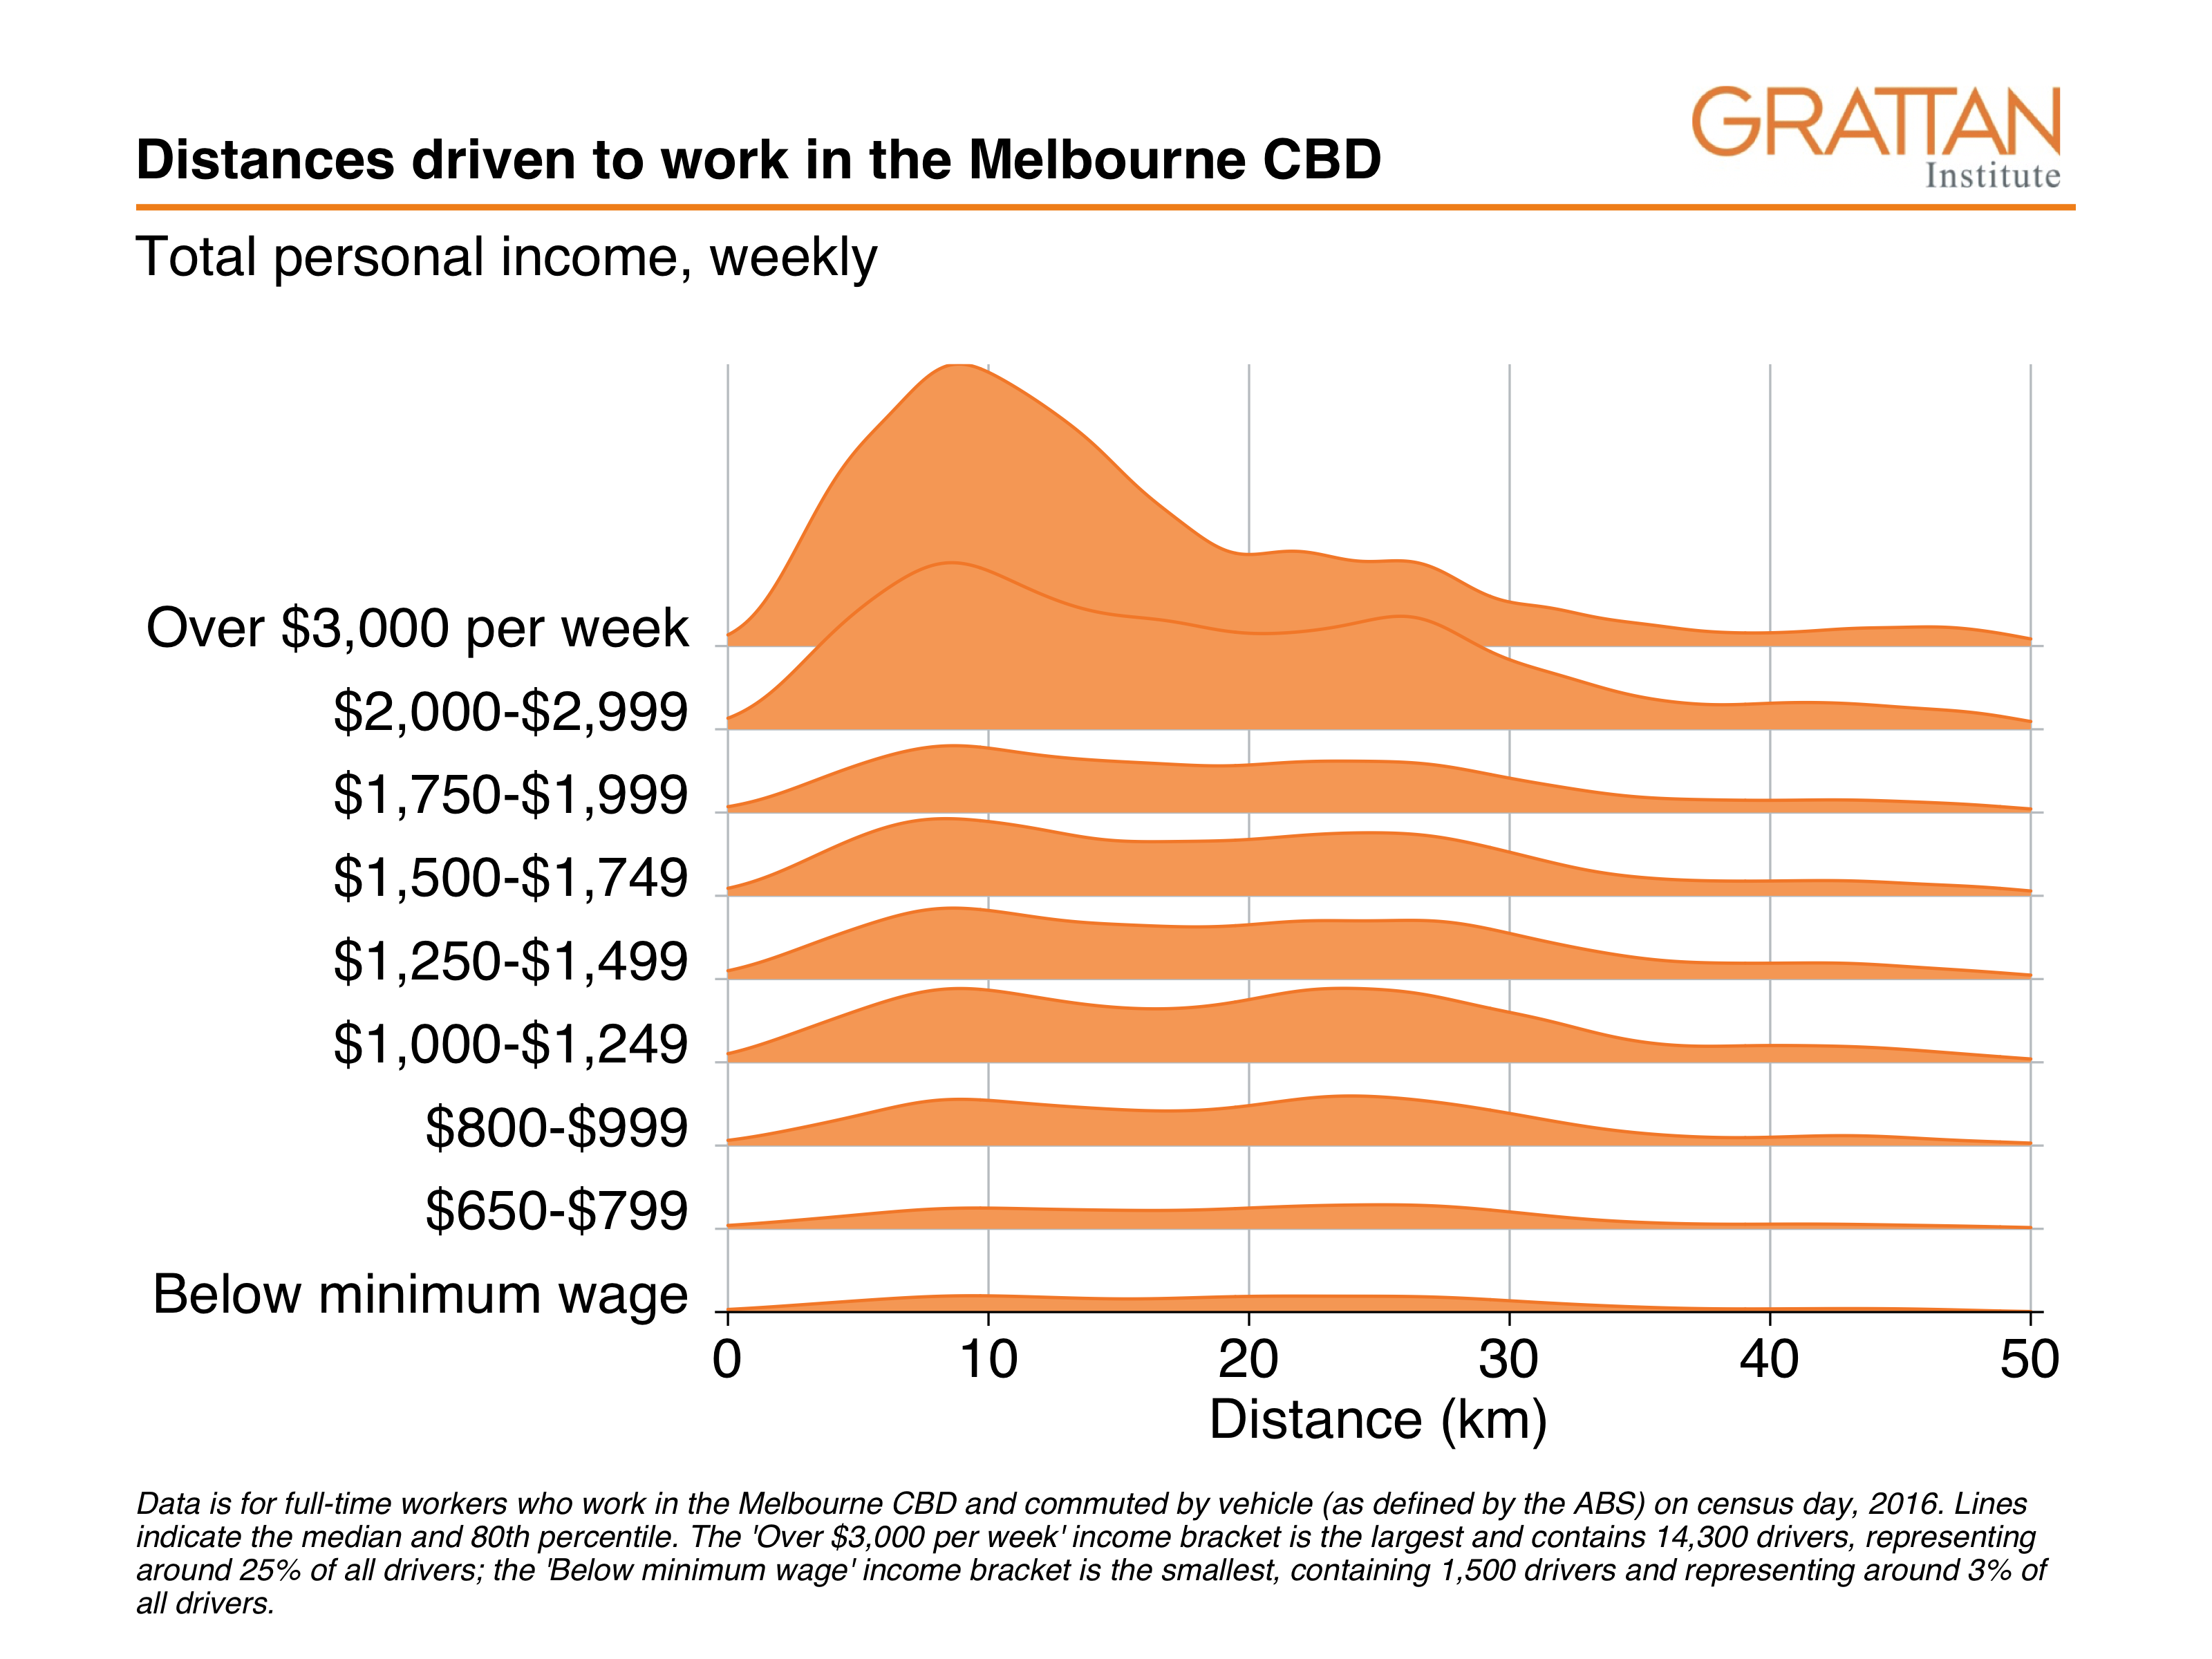 GRATTAN
Institute
Distances driven to work in the Melbourne CBD
Total personal income, weekly
Over $3,000 per week
$2,000-$2,999
$1,750-$1,999
$1,500-$1,749
$1,250-$1,499
$1,000-$1,249
$800-$999
$650-$799
Below minimum wage
0 10 20 30 40 50
Distance (km)
Data is for full-time workers who work in the Melbourne CBD and commuted by vehicle (as defined by the ABS) on census day, 2016. Lines
indicate the median and 80th percentile. The 'Over $3,000 per week' income bracket is the largest and contains 14,300 drivers, representing
around 25% of all drivers; the 'Below minimum wage' income bracket is the smallest, containing 1,500 drivers and representing around 3% of
all drivers.